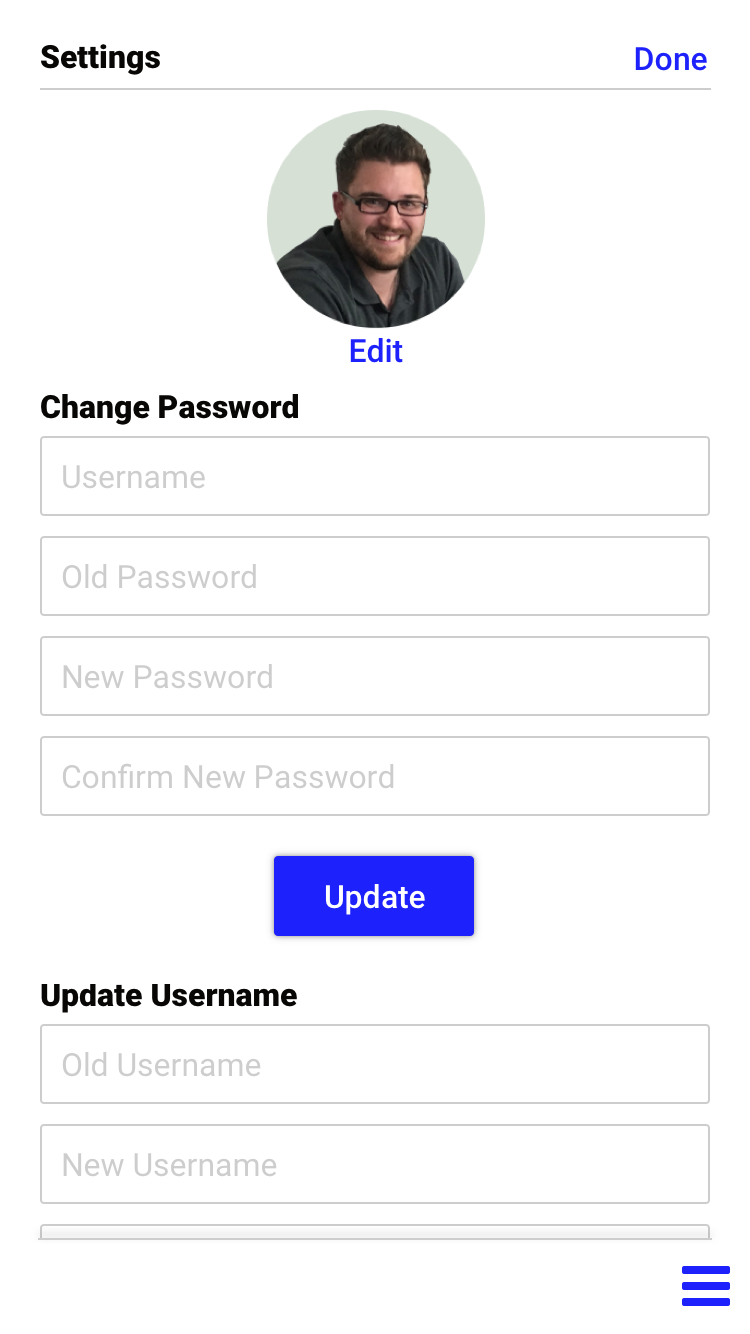 Settings
Done
Edit
Change Password
Username
Old Password
New Password
Confirm New Password
Update
Update Username
Old Username
New Username